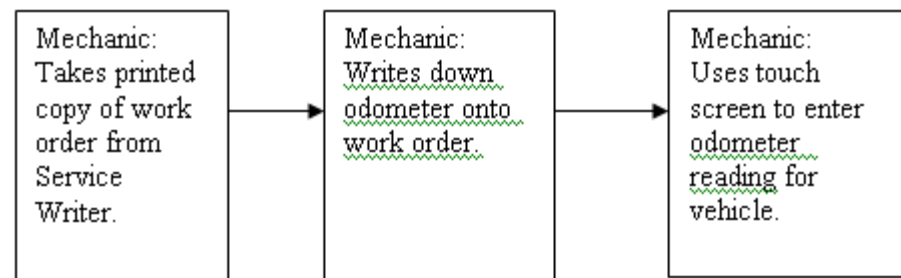 Mechanic:
Takes printed
copy of work
order from
Service
Writer.
Mechanic:
Writes down
odometer onto
work order.
Mechanic:
Uses touch
screen to enter
odometer
reading for
vehicle.